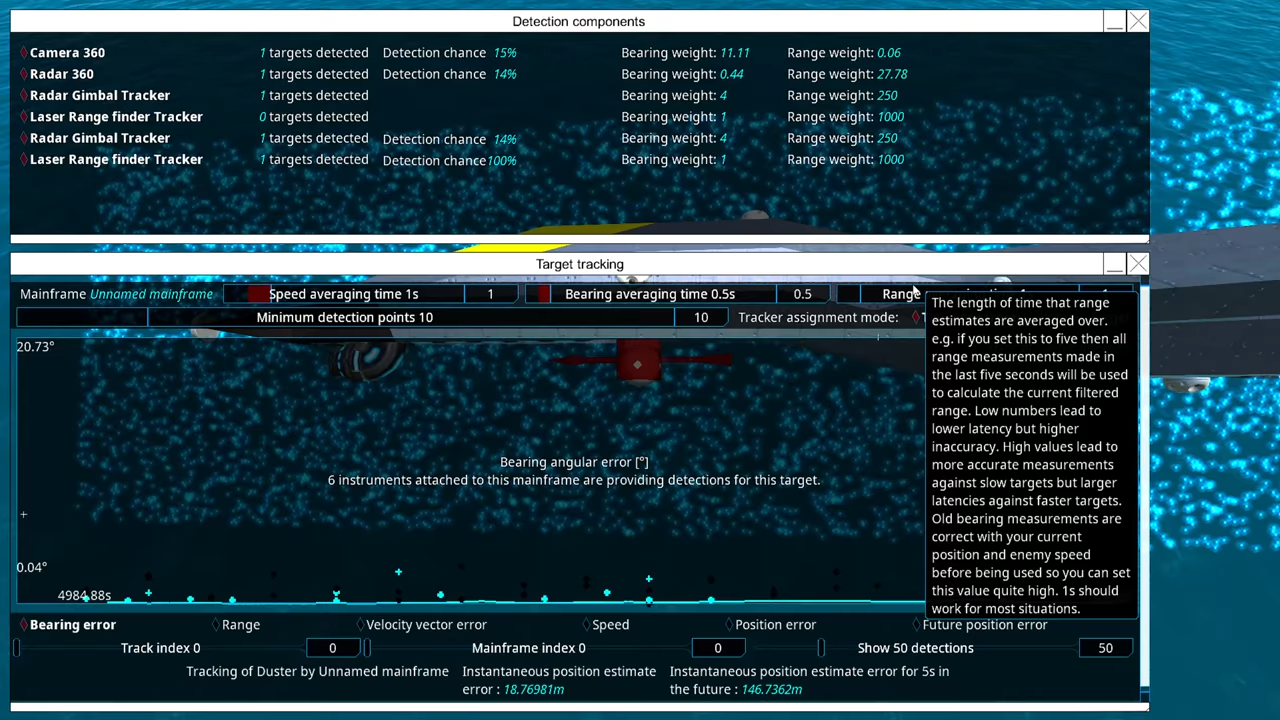 Detection components
Camera 360 1 targets detected Detection chance 15% Bearing weight: 11.11 Range weight: 0.06
Radar 360 1 targets detected Detection chance 14% Bearing weight: 0.44 Range weight: 27.78
Radar Gimbal Tracker 1 targets detected Bearing weight: 4 Range weight: 250
Laser Range finder Tracker 0 targets detected Bearing weight: 1 Range weight: 1000
Radar Gimbal Tracker 1 targets detected Detection chance 14% Bearing weight: 4 Range weight: 250
Laser Range finder Tracker 1 targets detected Detection chance 100% Bearing weight: 1 Range weight: 1000
Target tracking
Mainframe Unnamed mainframe Speed averaging time 1s 1 Bearing averaging time 0.5s 0.5 Range
Minimum detection points 10 10 Tracker assignment mode:
The length of time that range
estimates are averaged over.
e.g. if you set this to five then all
range measurements made in
the last five seconds will be used
to calculate the current filtered
range. Low numbers lead to
lower latency but higher
inaccuracy. High values lead to
more accurate measurements
against slow targets but larger
latencies against faster targets.
Old bearing measurements are
correct with your current
position and enemy speed
before being used so you can set
this value quite high. 1s should
work for most situations.
20.73°
Bearing angular error [°]
6 instruments attached to this mainframe are providing detections for this target.
0.04°
4984.88s
Bearing error Range Velocity vector error Speed Position error Future position error
Track index 0 0 Mainframe index 0 0 Show 50 detections 50
Tracking of Duster by Unnamed mainframe
Instantaneous position estimate
error : 18.76981m
Instantaneous position estimate error for 5s in
the future : 146.7362m